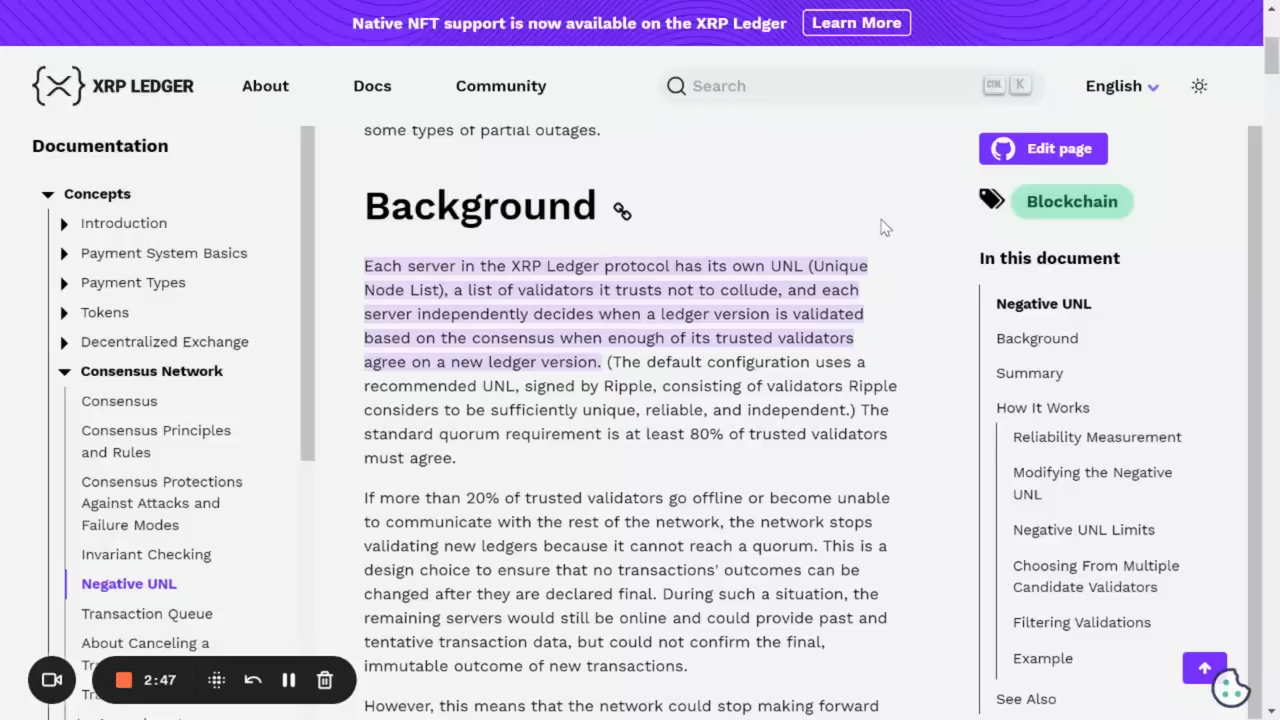 Native NFT support is now available on the XRP Ledger
Learn More
XRP LEDGER
About
Docs
Community
Search
CTRL
K
English
Documentation
Concepts
Introduction
Payment System Basics
Payment Types
Tokens
Decentralized Exchange
Consensus Network
Consensus
Consensus Principles
and Rules
Consensus Protections
Against Attacks and
Failure Modes
Invariant Checking
Negative UNL
Transaction Queue
About Canceling a
2:47
some types of partial outages.
Background
Each server in the XRP Ledger protocol has its own UNL (Unique
Node List), a list of validators it trusts not to collude, and each
server independently decides when a ledger version is validated
based on the consensus when enough of its trusted validators
agree on a new ledger version. (The default configuration uses a
recommended UNL, signed by Ripple, consisting of validators Ripple
considers to be sufficiently unique, reliable, and independent.) The
standard quorum requirement is at least 80% of trusted validators
must agree.
If more than 20% of trusted validators go offline or become unable
to communicate with the rest of the network, the network stops
validating new ledgers because it cannot reach a quorum. This is a
design choice to ensure that no transactions' outcomes can be
changed after they are declared final. During such a situation, the
remaining servers would still be online and could provide past and
tentative transaction data, but could not confirm the final,
immutable outcome of new transactions.
However, this means that the network could stop making forward
Edit page
Blockchain
In this document
Negative UNL
Background
Summary
How It Works
Reliability Measurement
Modifying the Negative
UNL
Negative UNL Limits
Choosing From Multiple
Candidate Validators
Filtering Validations
Example
See Also